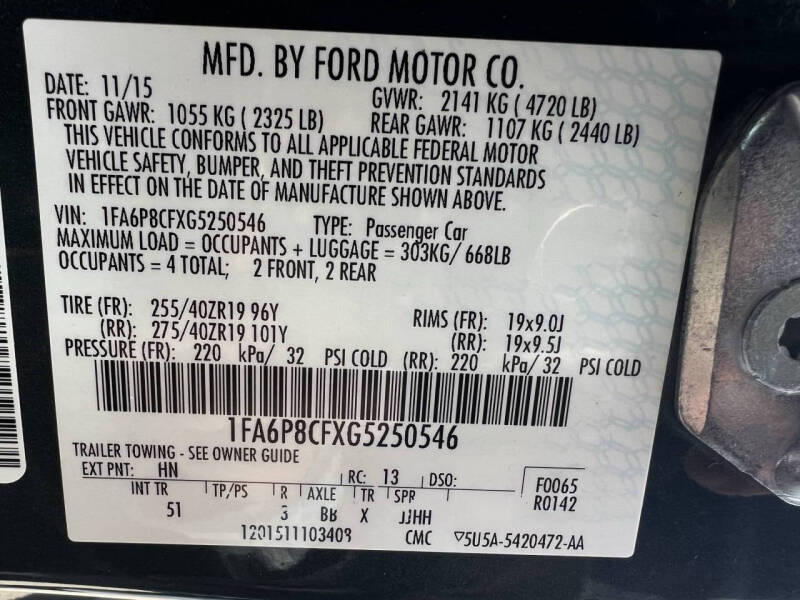 MFD. BY FORD MOTOR CO.
DATE: 11/15 GVWR: 2141 KG ( 4720 LB)
FRONT GAWR: 1055 KG ( 2325 LB) REAR GAWR: 1107 KG ( 2440 LB)
THIS VEHICLE CONFORMS TO ALL APPLICABLE FEDERAL MOTOR
VEHICLE SAFETY, BUMPER, AND THEFT PREVENTION STANDARDS
IN EFFECT ON THE DATE OF MANUFACTURE SHOWN ABOVE.
VIN: 1FA6P8CFXG5250546 TYPE: Passenger Car
MAXIMUM LOAD = OCCUPANTS + LUGGAGE = 303KG/ 668LB
OCCUPANTS = 4 TOTAL; 2 FRONT, 2 REAR
TIRE (FR): 255/40ZR19 96Y RIMS (FR): 19x9.0J
(RR): 275/40ZR19 101Y (RR): 19x9.5J
PRESSURE (FR): 220 kPa/ 32 PSI COLD (RR): 220 kPa/ 32 PSI COLD
1FA6P8CFXG5250546
TRAILER TOWING - SEE OWNER GUIDE
EXT PNT: HN RC: 13 DSO: F0065
R0142
INT TR TP/PS R AXLE TR SPR
51 3 BB X JJHH
1201511103409 CMC ▽5U5A-5420472-AA